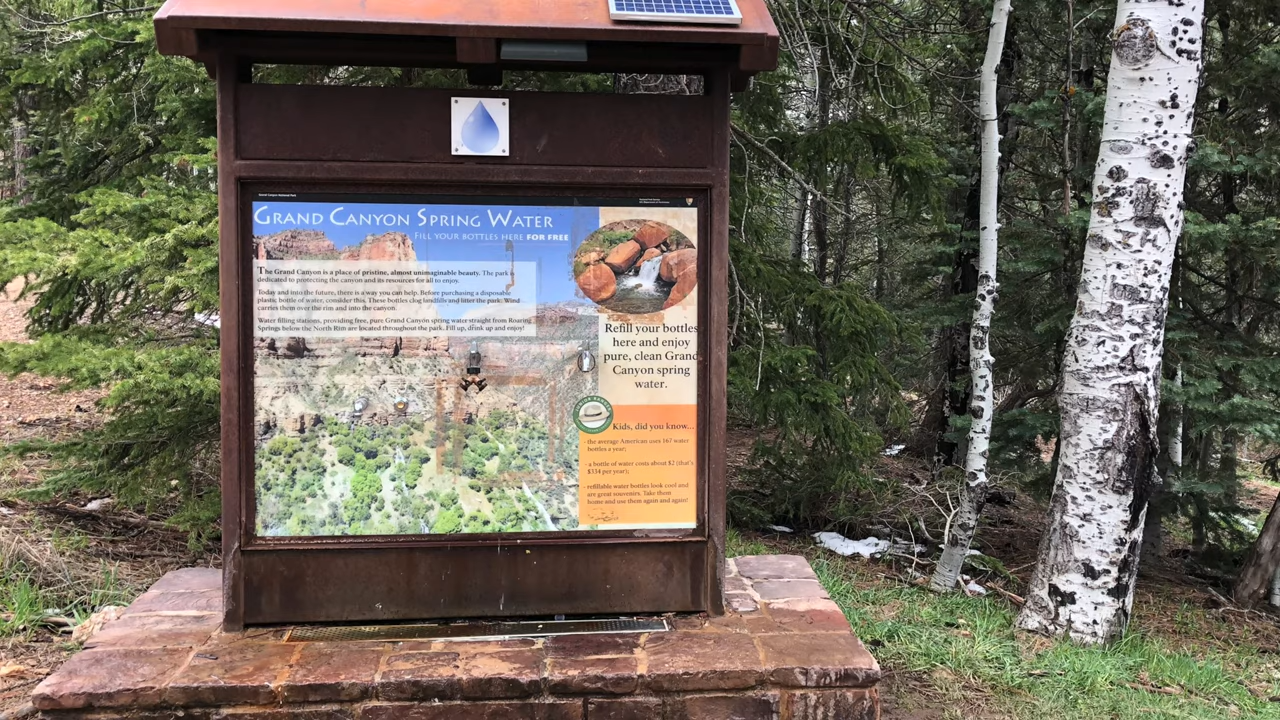 Grand Canyon National Park
GRAND CANYON SPRING WATER
FILL YOUR BOTTLES HERE FOR FREE
The Grand Canyon is a place of pristine, almost unimaginable beauty. The park is
dedicated to protecting the canyon and its resources for all to enjoy.
Today and into the future, there is a way you can help. Before purchasing a disposable
plastic bottle of water, consider this. These bottles clog landfills and litter the park. Wind
carries them over the rim and into the canyon.
Water filling stations, providing free, pure Grand Canyon spring water straight from Roaring
Springs below the North Rim are located throughout the park. Fill up, drink up and enjoy!
Refill your bottles
here and enjoy
pure, clean Grand
Canyon spring
water.
Kids, did you know...
- the average American uses 167 water
bottles a year;
- a bottle of water costs about $2 (that's
$334 per year);
- refillable water bottles look cool and
are great souvenirs. Take them
home and use them again and again!